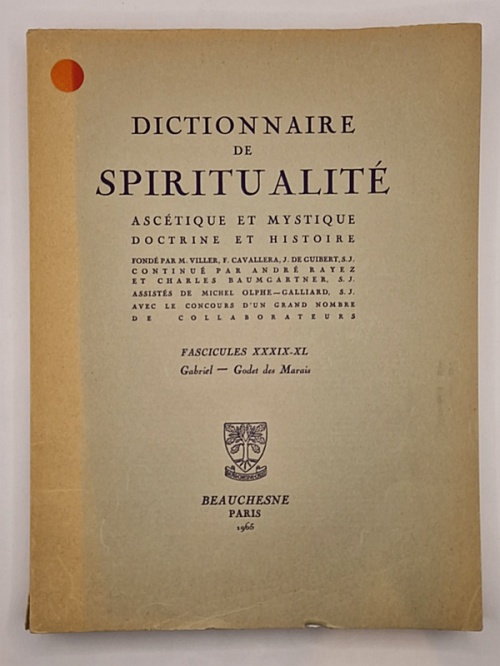 DICTIONNAIRE
DE
SPIRITUALITÉ
ASCÉTIQUE ET MYSTIQUE
DOCTRINE ET HISTOIRE
FONDÉ PAR M. VILLER, F. CAVALLERA, J. DE GUIBERT, S.J.
CONTINUÉ PAR ANDRÉ RAYEZ
ET CHARLES BAUMGARTNER, S. J.
ASSISTÉS DE MICHEL OLPHE—GALLIARD, S. J.
AVEC LE CONCOURS D'UN GRAND NOMBRE
DE COLLABORATEURS
FASCICULES XXXIX-XL
Gabriel — Godet des Marais
BEAUCHESNE
PARIS
1965